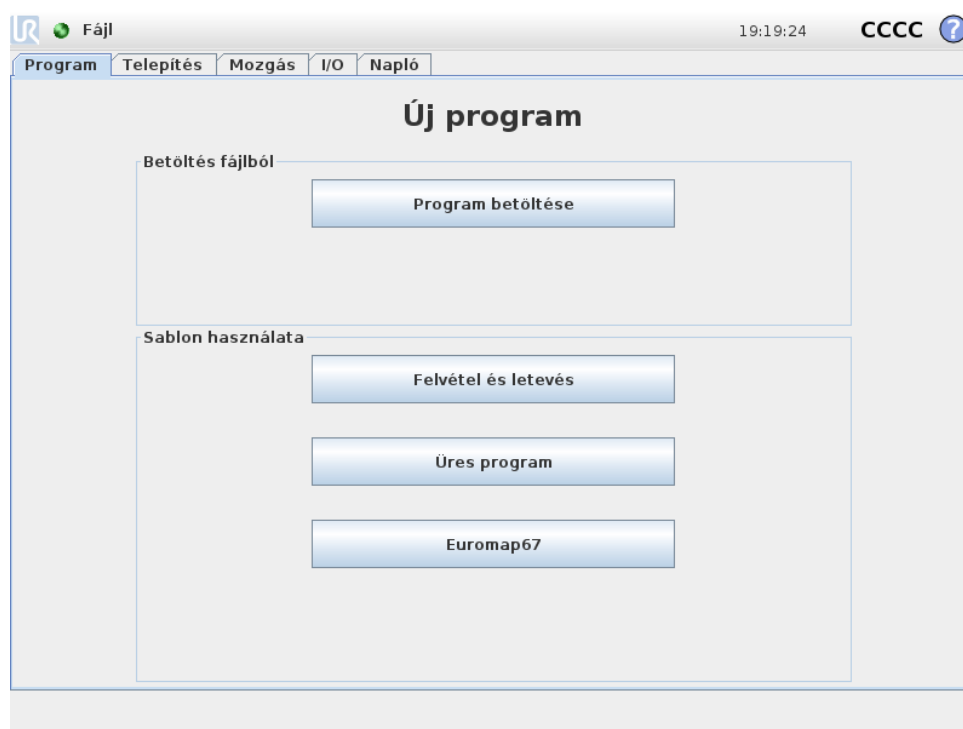 UR Fájl 19:19:24 CCCC ?
Program Telepítés Mozgás I/O Napló
Új program
Betöltés fájlból
Program betöltése
Sablon használata
Felvétel és letevés
Üres program
Euromap67